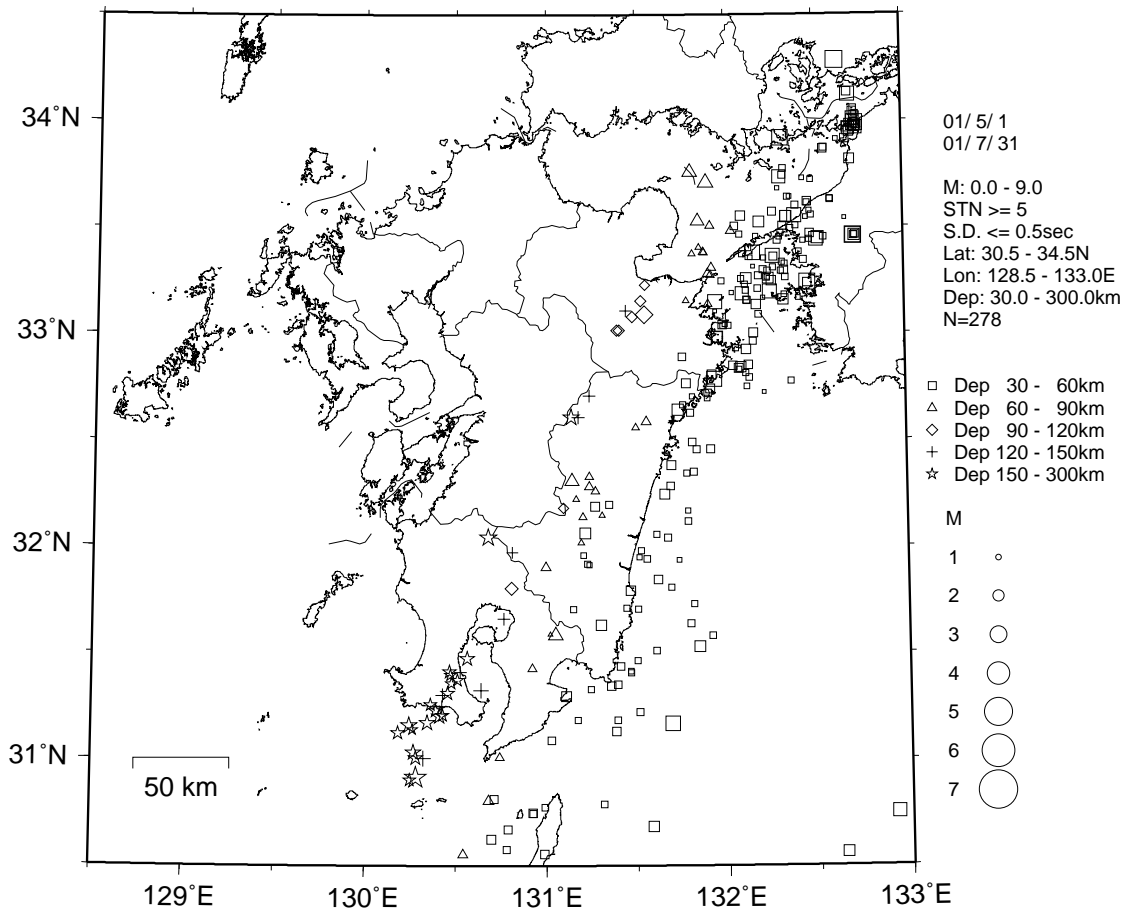 01/ 5/ 1
01/ 7/ 31
M: 0.0 - 9.0
STN >= 5
S.D. <= 0.5sec
Lat: 30.5 - 34.5N
Lon: 128.5 - 133.0E
Dep: 30.0 - 300.0km
N=278
Dep 30 - 60km
Dep 60 - 90km
Dep 90 - 120km
Dep 120 - 150km
Dep 150 - 300km
M
1
2
3
4
5
6
7
34˚N
33˚N
32˚N
31˚N
50 km
129˚E
130˚E
131˚E
132˚E
133˚E